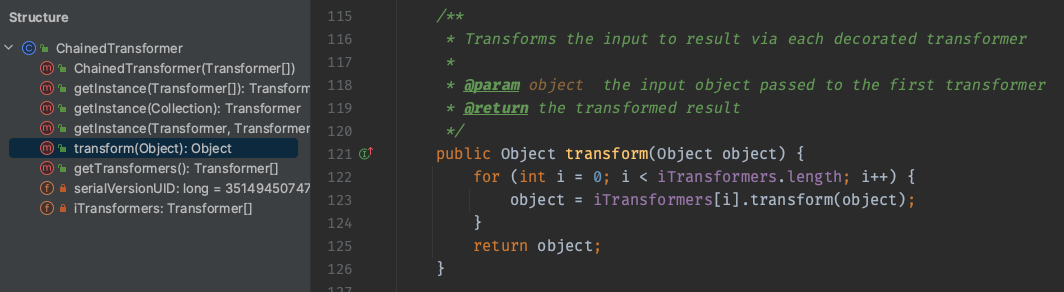 Structure
ChainedTransformer
ChainedTransformer(Transformer[])
getInstance(Transformer[]): Transform
getInstance(Collection): Transformer
getInstance(Transformer, Transformer
transform(Object): Object
getTransformers(): Transformer[]
serialVersionUID: long = 35149450747
iTransformers: Transformer[]
115 /**
116 * Transforms the input to result via each decorated transformer
117 *
118 * @param object  the input object passed to the first transformer
119 * @return the transformed result
120 */
121 public Object transform(Object object) {
122 for (int i = 0; i < iTransformers.length; i++) {
123 object = iTransformers[i].transform(object);
124 }
125 return object;
126 }